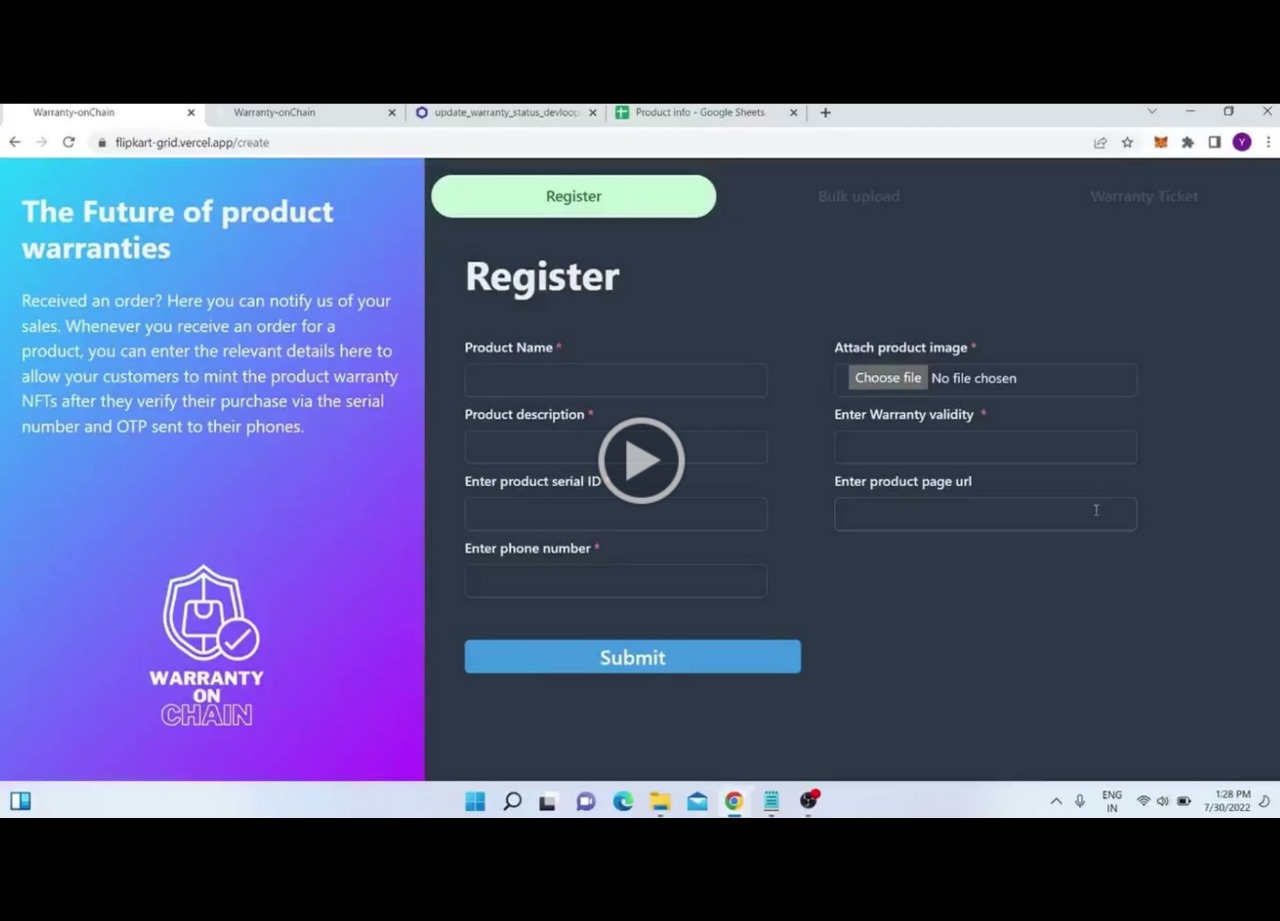 Warranty-onChain
Warranty-onChain
update_warranty_status_devloop
Product info - Google Sheets
flipkart-grid.vercel.app/create
Y
The Future of product
warranties
Received an order? Here you can notify us of your
sales. Whenever you receive an order for a
product, you can enter the relevant details here to
allow your customers to mint the product warranty
NFTs after they verify their purchase via the serial
number and OTP sent to their phones.
WARRANTY
ON
CHAIN
Register
Bulk upload
Warranty Ticket
Register
Product Name *
Attach product image *
Choose file No file chosen
Product description *
Enter Warranty validity *
Enter product serial ID
Enter product page url
Enter phone number *
Submit
ENG
IN
1:28 PM
7/30/2022